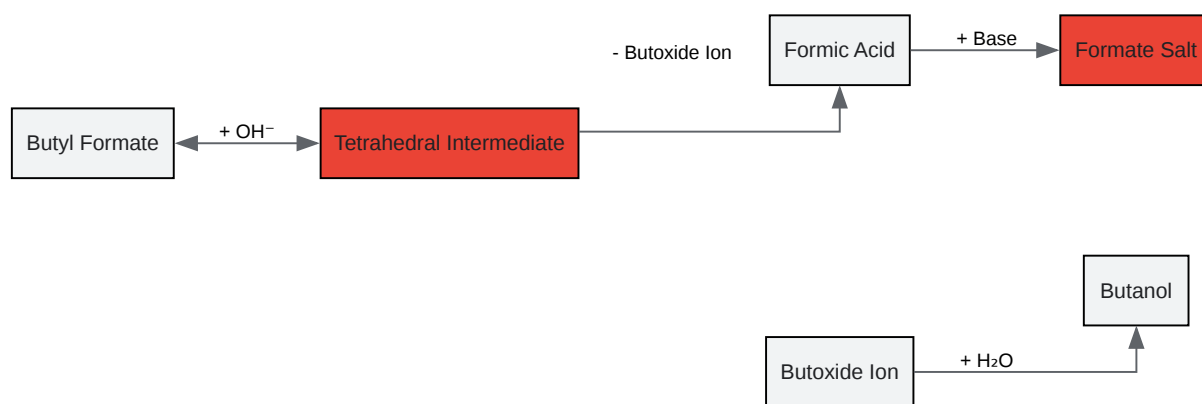 Butyl Formate
+ OH⁻
Tetrahedral Intermediate
- Butoxide Ion
Formic Acid
+ Base
Formate Salt
Butoxide Ion
+ H₂O
Butanol